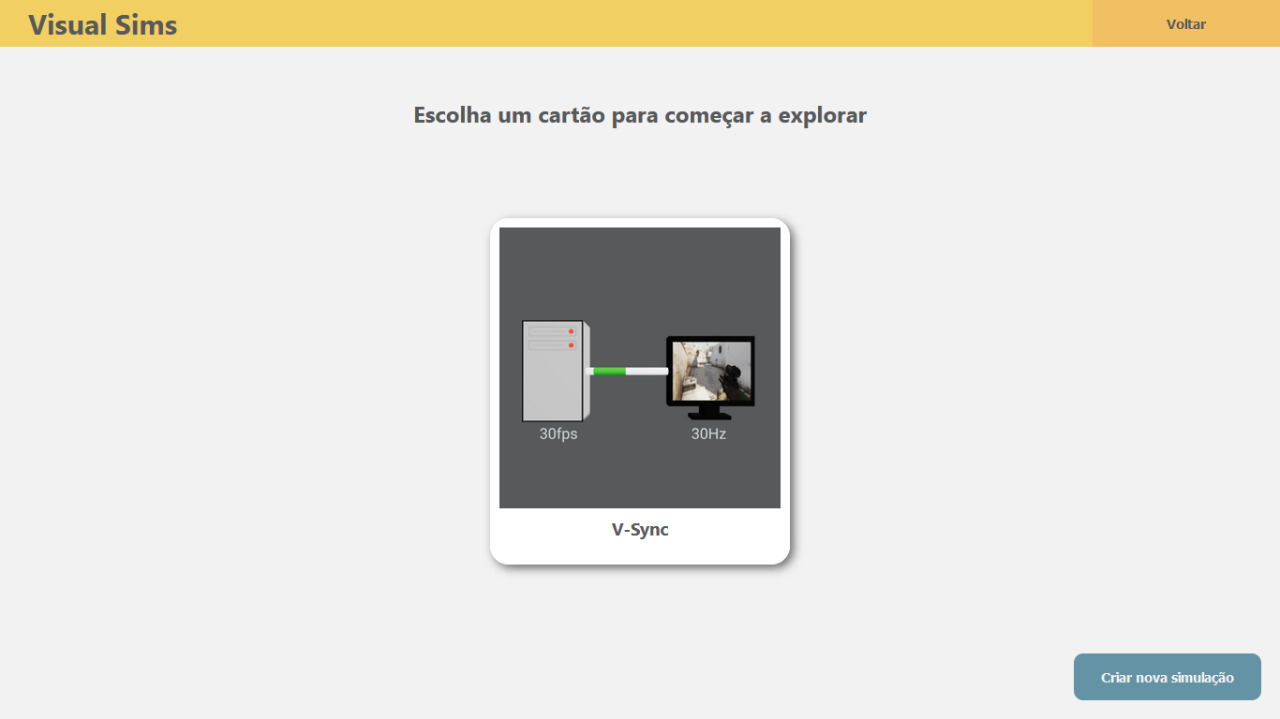 Visual Sims
Voltar
Escolha um cartão para começar a explorar
30fps
30Hz
V-Sync
Criar nova simulação